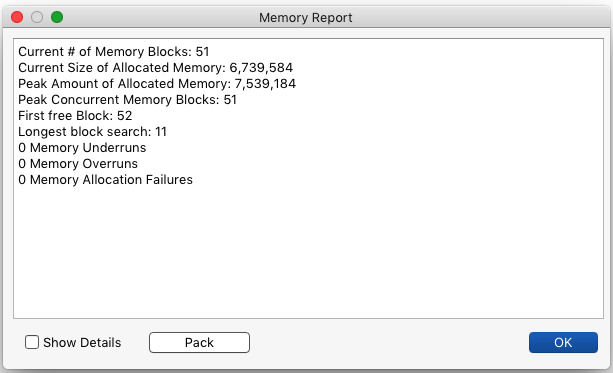 Memory Report
Current # of Memory Blocks: 51
Current Size of Allocated Memory: 6,739,584
Peak Amount of Allocated Memory: 7,539,184
Peak Concurrent Memory Blocks: 51
First free Block: 52
Longest block search: 11
0 Memory Underruns
0 Memory Overruns
0 Memory Allocation Failures
Show Details
Pack
OK